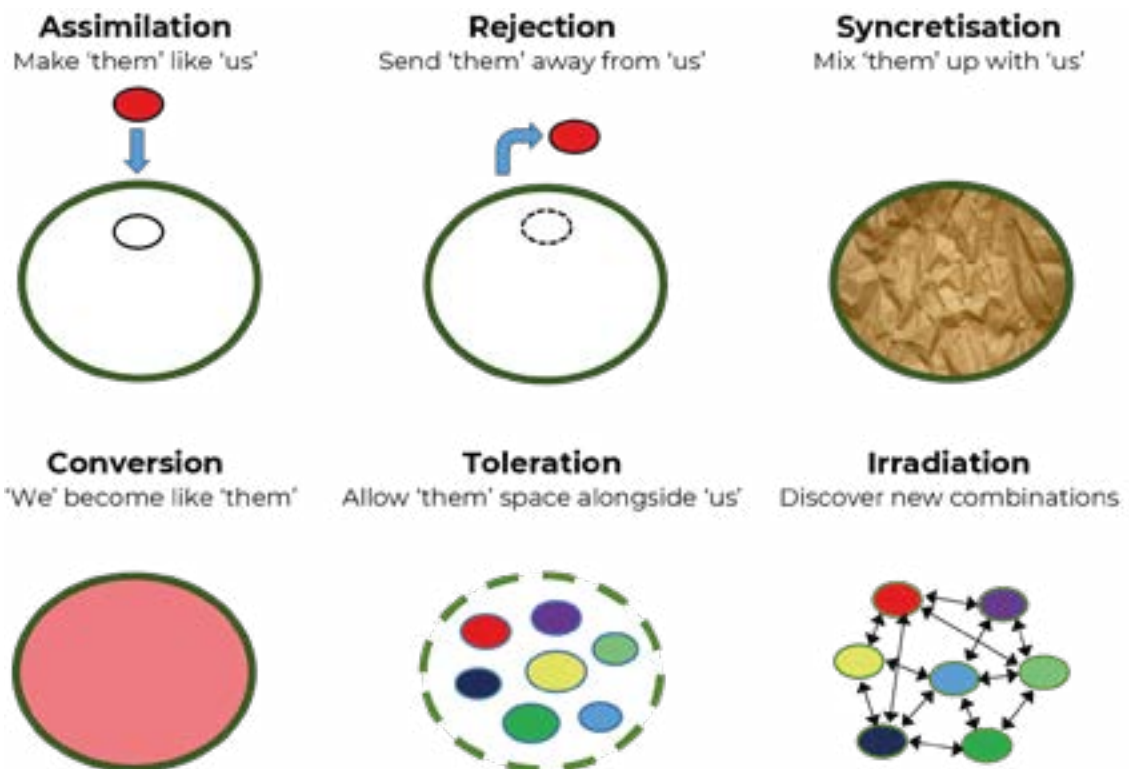 Assimilation
Make 'them' like 'us'
Rejection
Send 'them' away from 'us'
Syncretisation
Mix 'them' up with 'us'
Conversion
'We' become like 'them'
Toleration
Allow 'them' space alongside 'us'
Irradiation
Discover new combinations